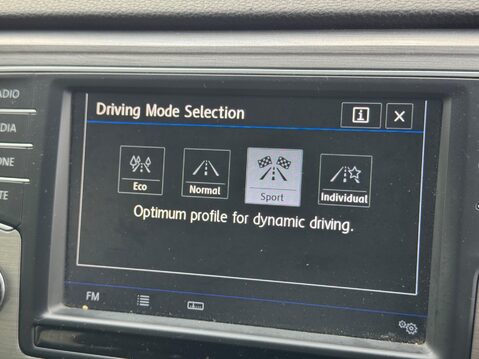 Driving Mode Selection
i
Eco
Normal
Sport
Individual
Optimum profile for dynamic driving.
FM